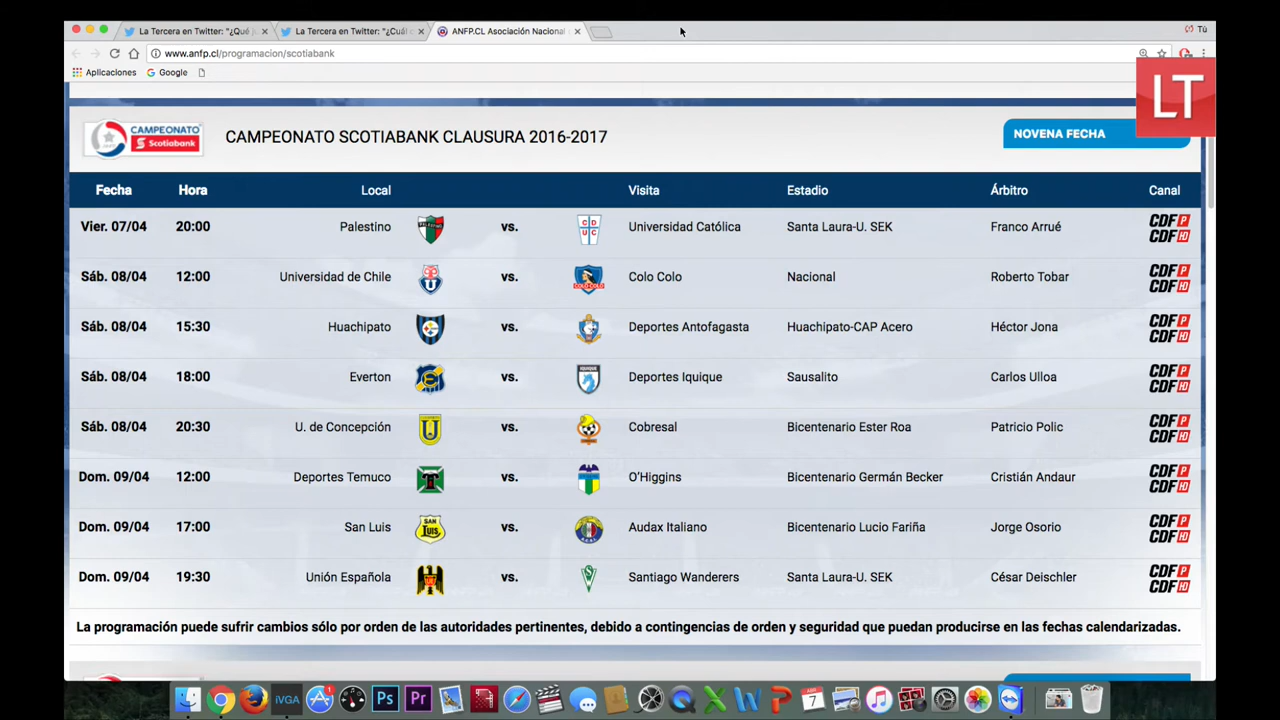 La Tercera en Twitter: "¿Qué j
La Tercera en Twitter: "¿Cuál
ANFP.CL Asociación Nacional
Tú
www.anfp.cl/programacion/scotiabank
Aplicaciones
Google
LT
CAMPEONATO
Scotiabank
CAMPEONATO SCOTIABANK CLAUSURA 2016-2017
NOVENA FECHA
Fecha Hora Local Visita Estadio Árbitro Canal
Vier. 07/04 20:00 Palestino vs. Universidad Católica Santa Laura-U. SEK Franco Arrué CDF P CDF HD
Sáb. 08/04 12:00 Universidad de Chile vs. Colo Colo Nacional Roberto Tobar CDF P CDF HD
Sáb. 08/04 15:30 Huachipato vs. Deportes Antofagasta Huachipato-CAP Acero Héctor Jona CDF P CDF HD
Sáb. 08/04 18:00 Everton vs. Deportes Iquique Sausalito Carlos Ulloa CDF P CDF HD
Sáb. 08/04 20:30 U. de Concepción vs. Cobresal Bicentenario Ester Roa Patricio Polic CDF P CDF HD
Dom. 09/04 12:00 Deportes Temuco vs. O'Higgins Bicentenario Germán Becker Cristián Andaur CDF P CDF HD
Dom. 09/04 17:00 San Luis vs. Audax Italiano Bicentenario Lucio Fariña Jorge Osorio CDF P CDF HD
Dom. 09/04 19:30 Unión Española vs. Santiago Wanderers Santa Laura-U. SEK César Deischler CDF P CDF HD
La programación puede sufrir cambios sólo por orden de las autoridades pertinentes, debido a contingencias de orden y seguridad que puedan producirse en las fechas calendarizadas.
iVGA 1 Ps Pr 7